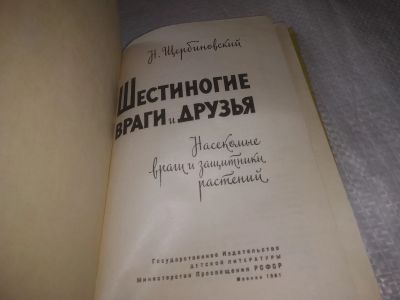 Н. Щербиновский
ШЕСТИНОГИЕ
ВРАГИ и ДРУЗЬЯ
Насекомые
враги и защитники
растений
Государственное Издательство
ДЕТСКОЙ ЛИТЕРАТУРЫ
Министерства Просвещения РСФСР
Москва 1961